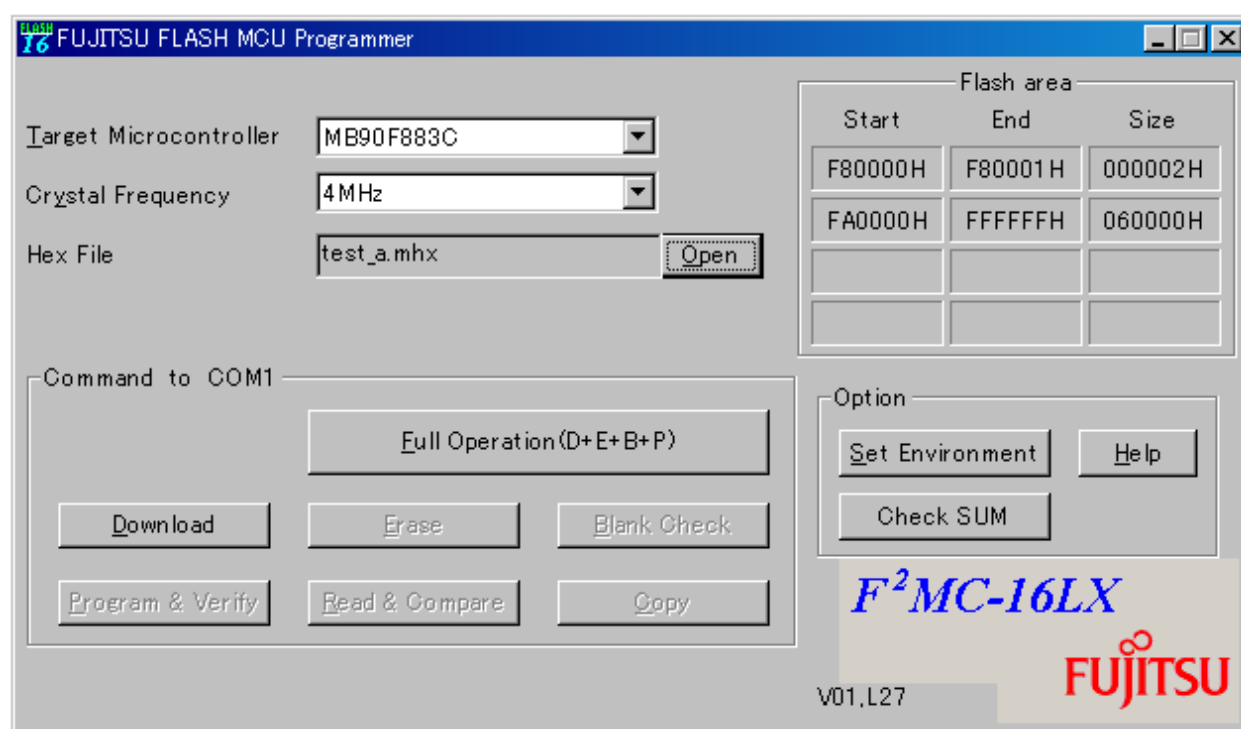 FLASH
16 FUJITSU FLASH MCU Programmer
Target Microcontroller MB90F883C
Crystal Frequency 4MHz
Hex File test_a.mhx Open
Flash area
Start End Size
F80000H F80001H 000002H
FA0000H FFFFFFH 060000H
Command to COM1
Full Operation(D+E+B+P)
Download Erase Blank Check
Program & Verify Read & Compare Copy
Option
Set Environment Help
Check SUM
F²MC-16LX
FUJITSU
V01,L27